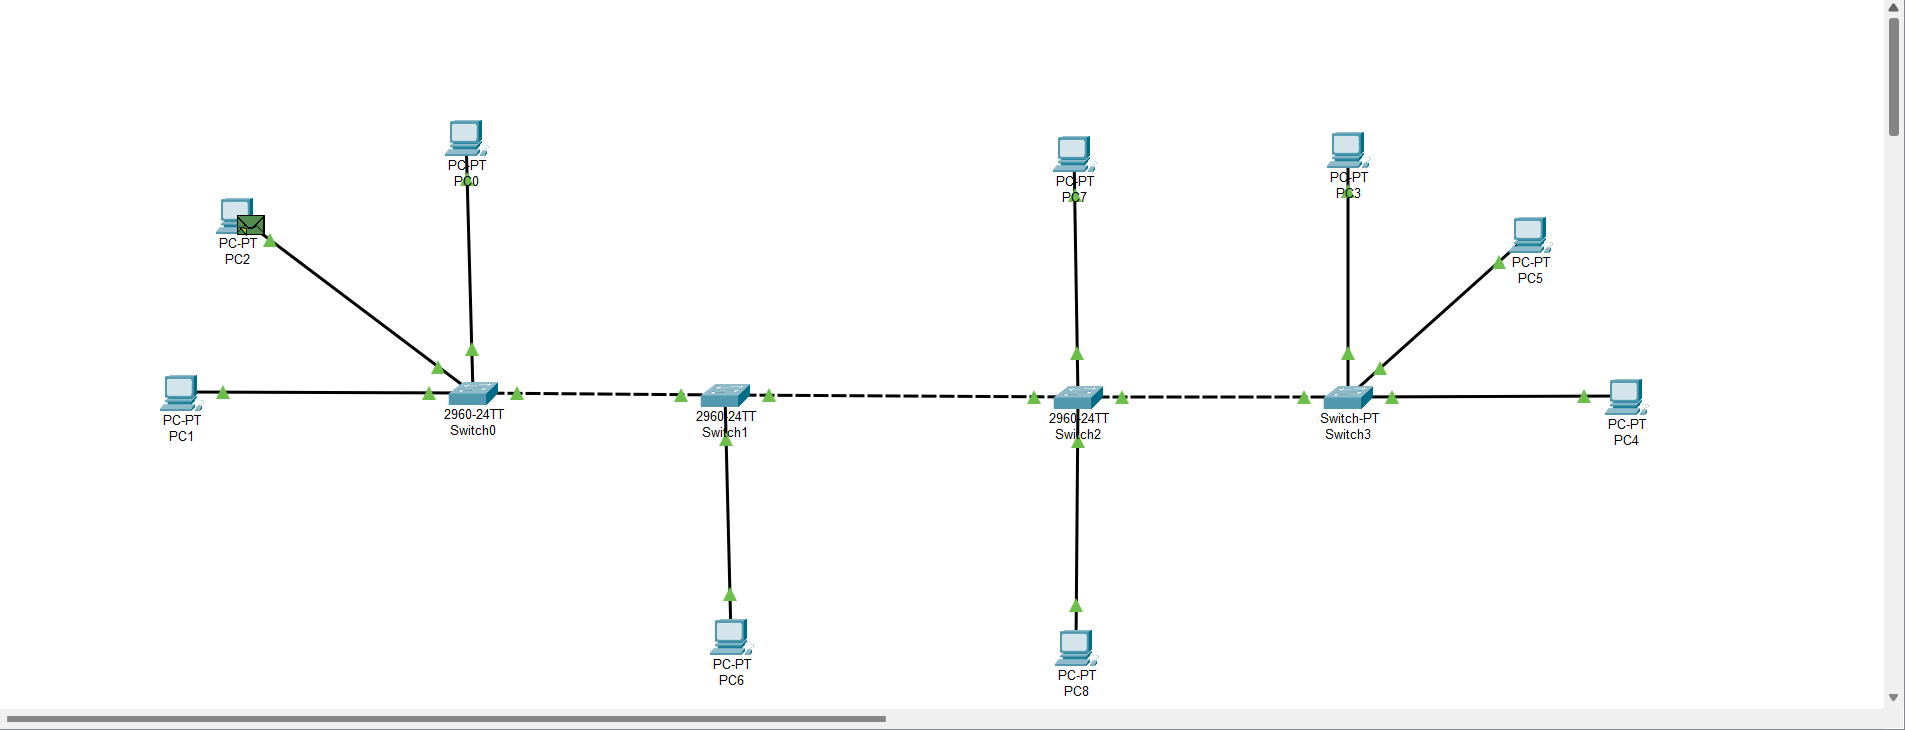 PC-PT
PC0
PC-PT
PC7
PC-PT
PC3
PC-PT
PC2
PC-PT
PC5
PC-PT
PC1
2960-24TT
Switch0
2960-24TT
Switch1
2960-24TT
Switch2
Switch-PT
Switch3
PC-PT
PC4
PC-PT
PC6
PC-PT
PC8